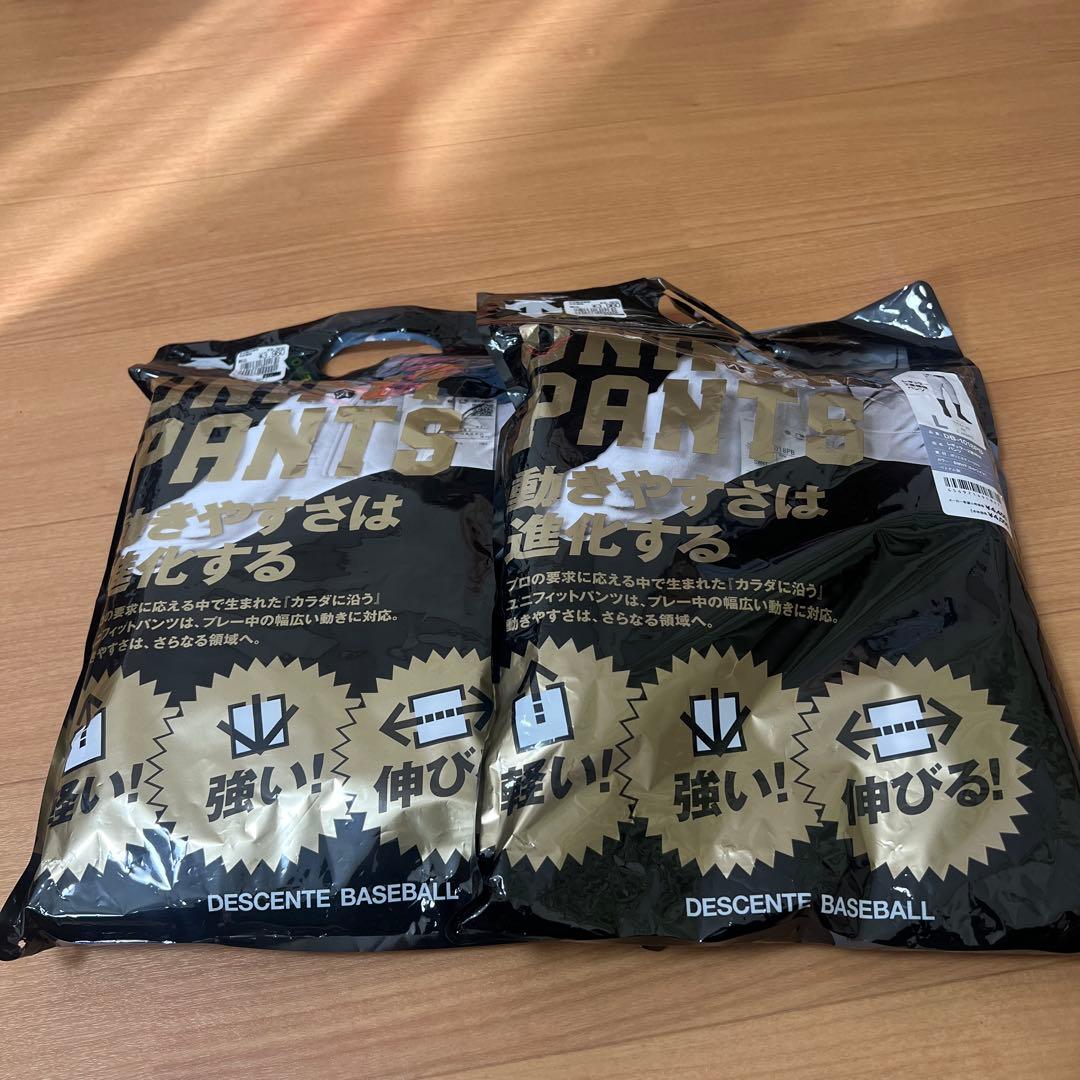 ¥3,960
PANTS
動きやすさは
進化する
の要求に応える中で生まれた「カラダに沿う」
ニフィットパンツは、プレー中の幅広い動きに対応。
きやすさは、さらなる領域へ。
軽い!
強い!
伸び
DESCENTE BASEBALL
¥3,960
PANTS
動きやすさは
進化する
プロの要求に応える中で生まれた「カラダに沿う」
ユニフィットパンツは、プレー中の幅広い動きに対応。
動きやすさは、さらなる領域へ。
軽い!
強い!
伸びる!
DESCENTE BASEBALL
L